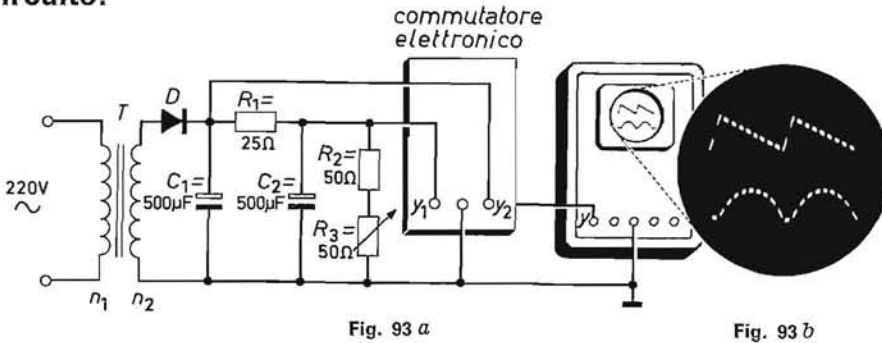 commutatore
elettronico
T
D
R₁=
25Ω
220V
∼
C₁=
500µF
C₂=
500µF
R₂=
50Ω
R₃=
50Ω
y₁
y₂
y
n₁
n₂
Fig. 93 a
Fig. 93 b